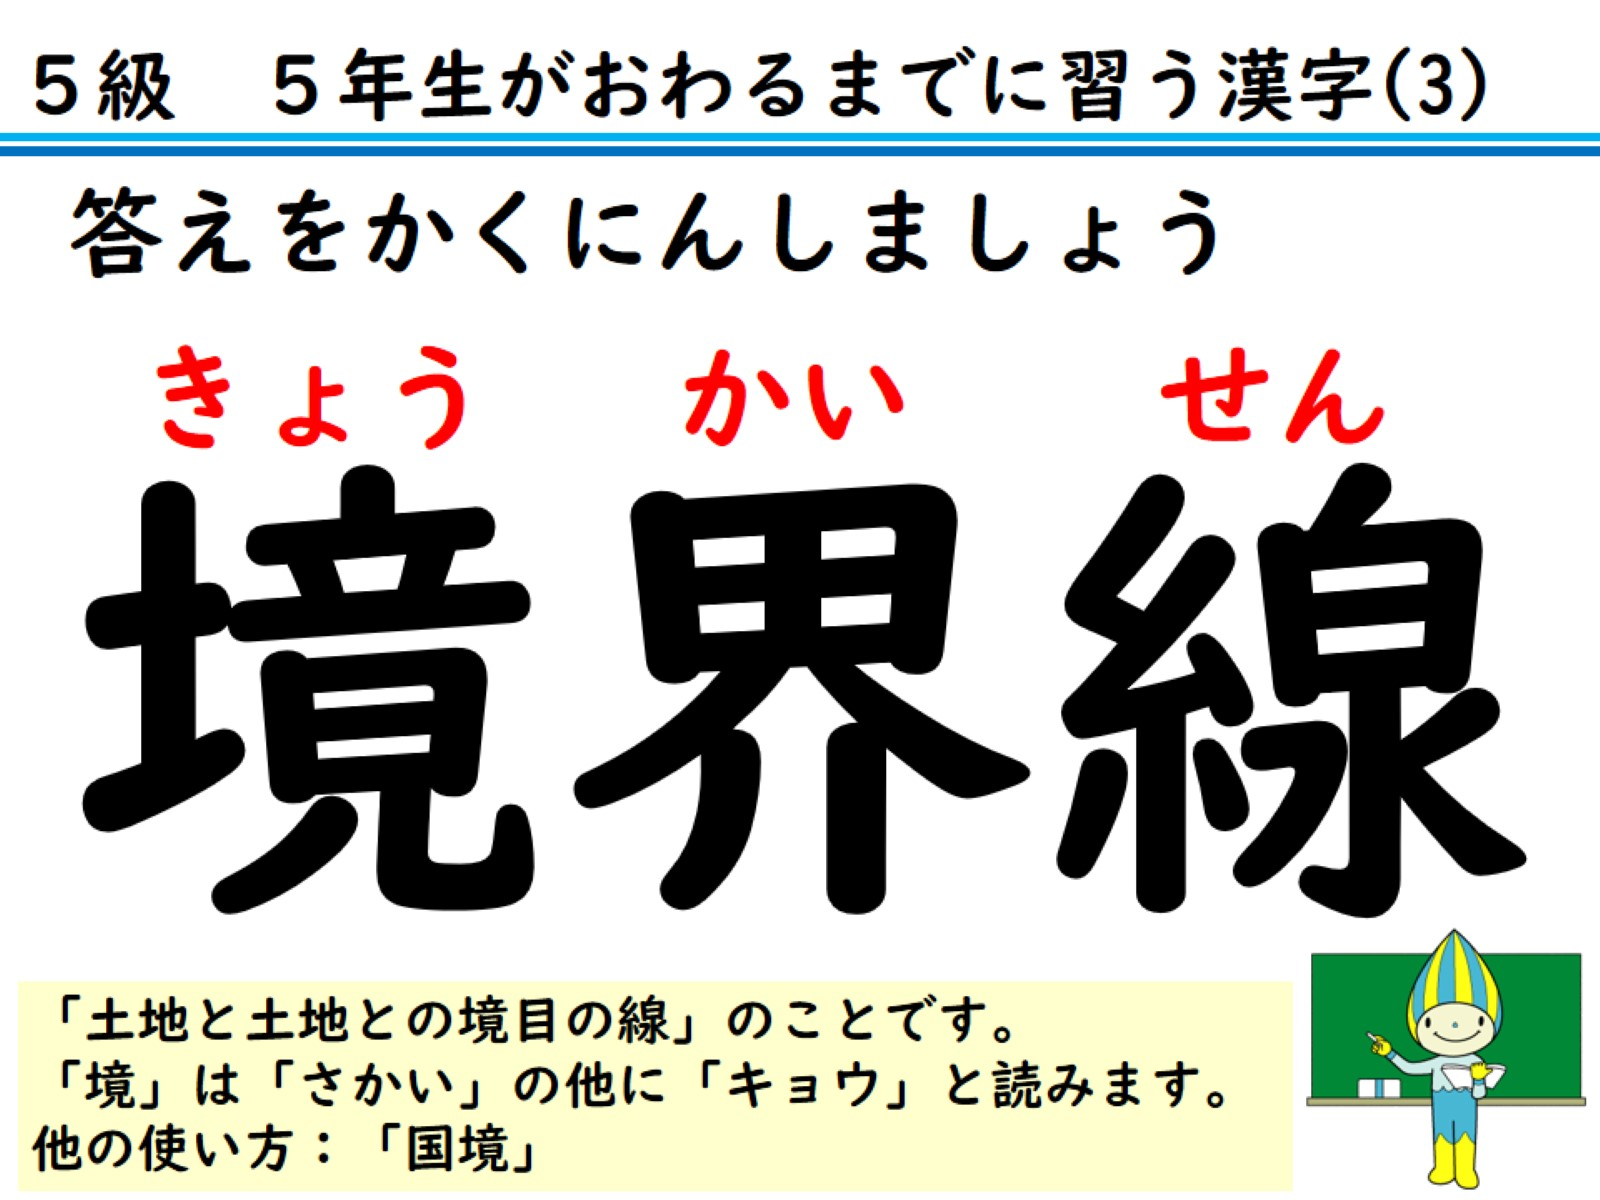 ５級　５年生がおわるまでに習う漢字(3)
答えをかくにんしましょう
きょう かい せん
境界線
「土地と土地との境目の線」のことです。
「境」は「さかい」の他に「キョウ」と読みます。
他の使い方：「国境」